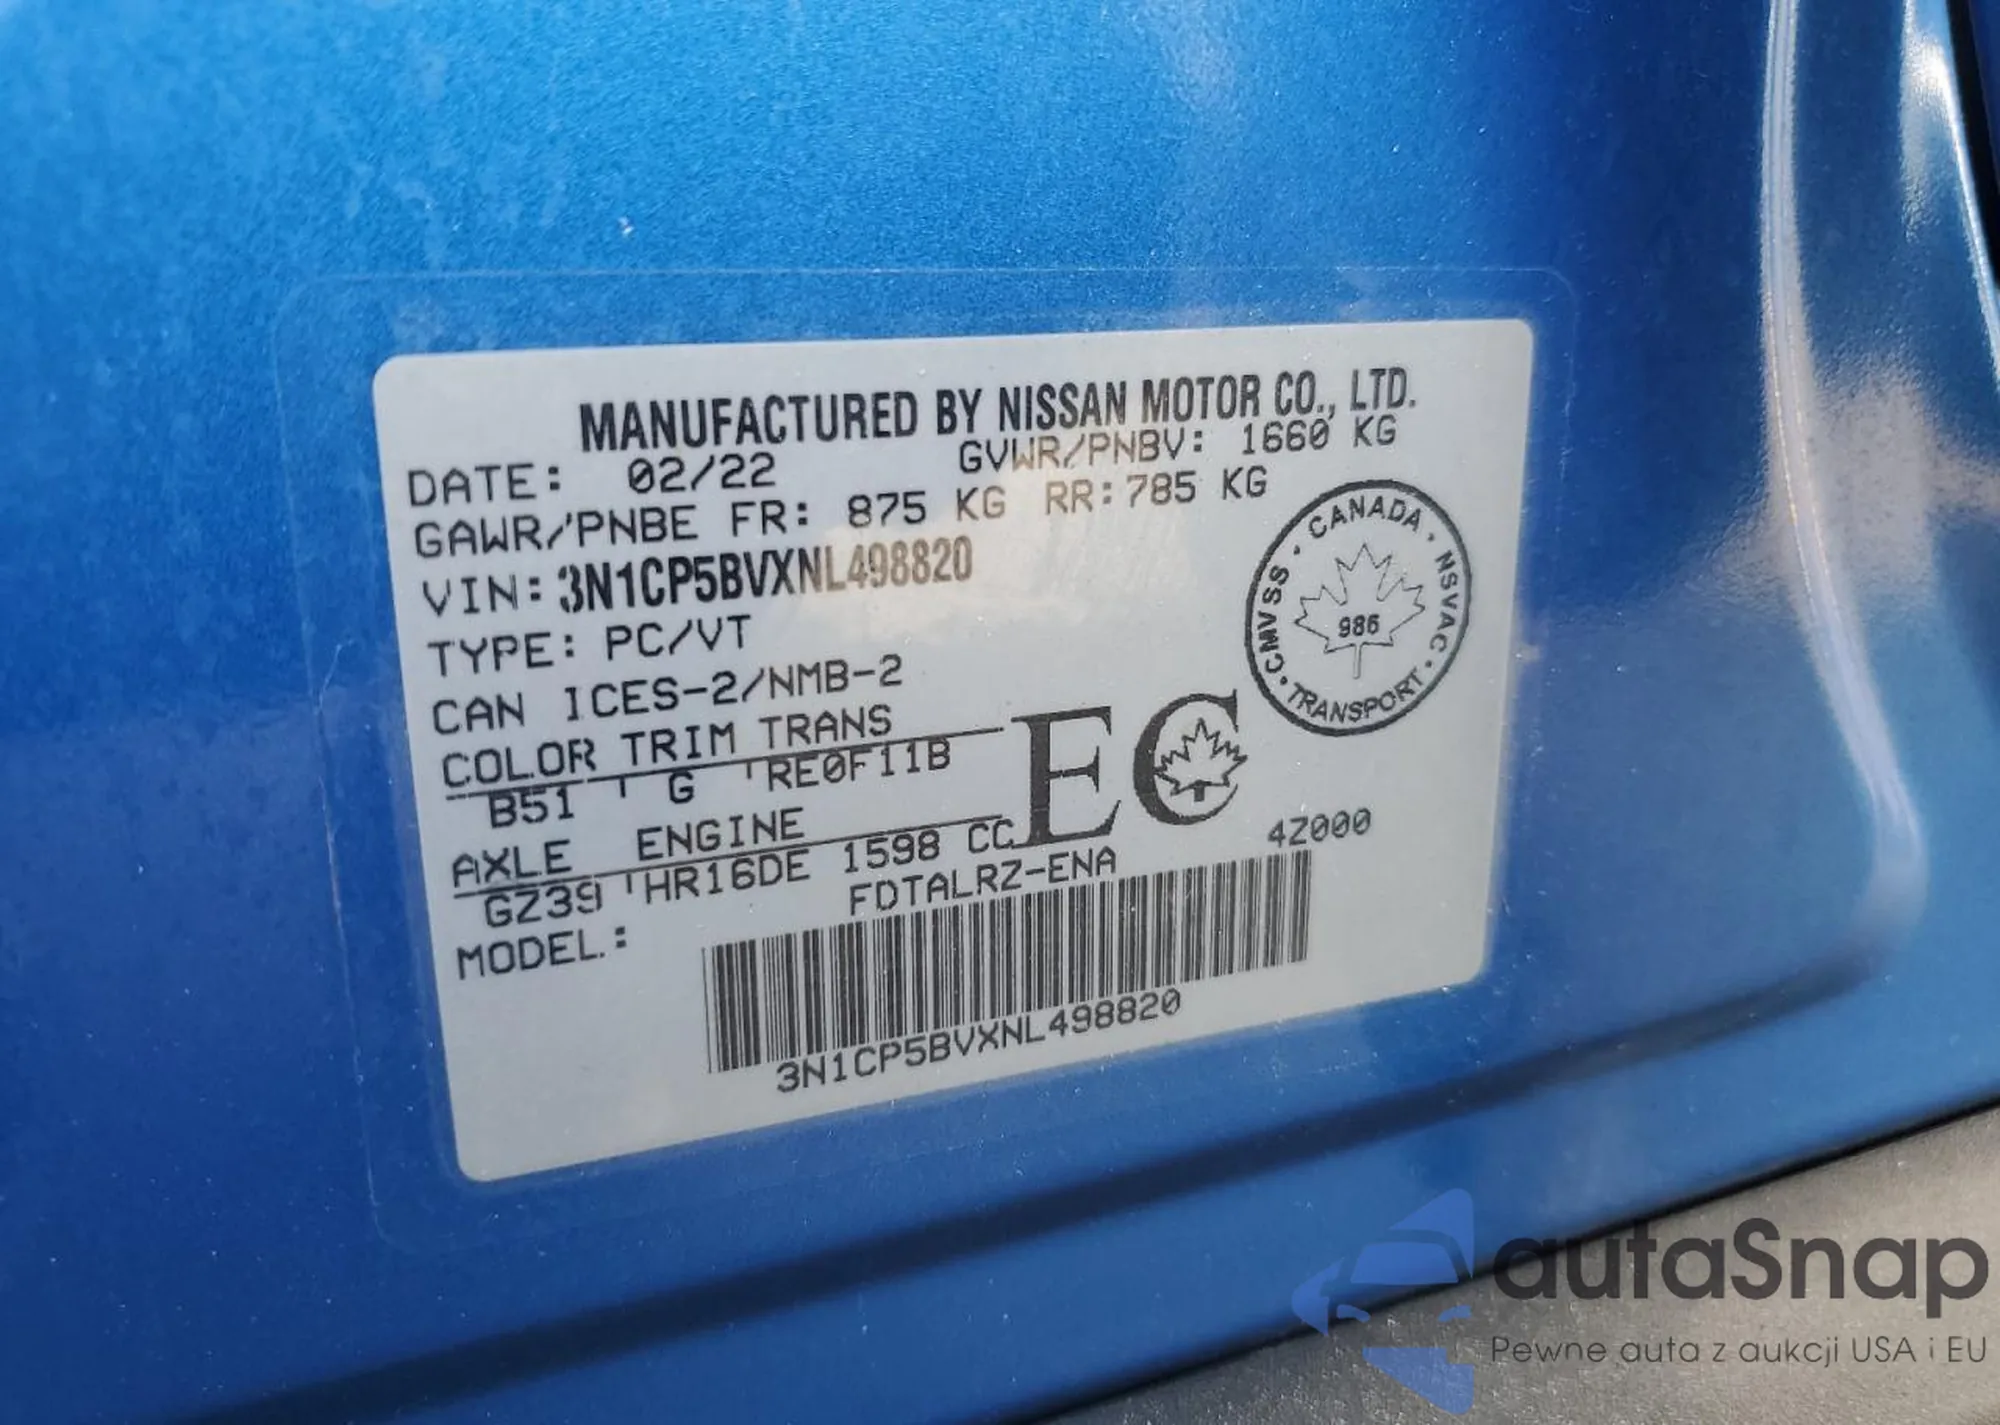 MANUFACTURED BY NISSAN MOTOR CO., LTD.
DATE: 02/22 GVWR/PNBV: 1660 KG
GAWR/PNBE FR: 875 KG RR: 785 KG
VIN: 3N1CP5BVXNL498820
TYPE: PC/VT
CAN ICES-2/NMB-2
COLOR TRIM TRANS
B51 G RE0F11B
AXLE ENGINE
GZ39 HR16DE 1598 CC
EC
4Z000
MODEL: FDTALRZ-ENA
3N1CP5BVXNL498820
CANADA · NSVAC · TRANSPORT · CMVSS ·
986
autaSnap
Pewne auta z aukcji USA i EU